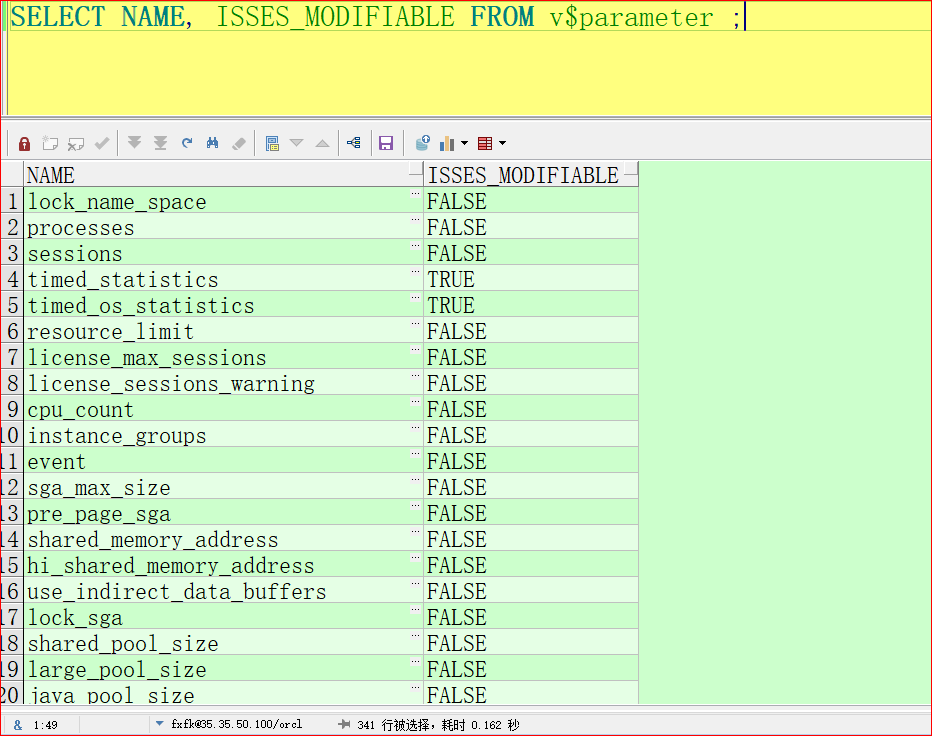 SELECT NAME, ISSES_MODIFIABLE FROM v$parameter ;
NAME ISSES_MODIFIABLE
1 lock_name_space FALSE
2 processes FALSE
3 sessions FALSE
4 timed_statistics TRUE
5 timed_os_statistics TRUE
6 resource_limit FALSE
7 license_max_sessions FALSE
8 license_sessions_warning FALSE
9 cpu_count FALSE
10 instance_groups FALSE
11 event FALSE
12 sga_max_size FALSE
13 pre_page_sga FALSE
14 shared_memory_address FALSE
15 hi_shared_memory_address FALSE
16 use_indirect_data_buffers FALSE
17 lock_sga FALSE
18 shared_pool_size FALSE
19 large_pool_size FALSE
20 java_pool_size FALSE
& 1:49 fxfk@35.35.50.100/orcl 341 行被选择, 耗时 0.162 秒